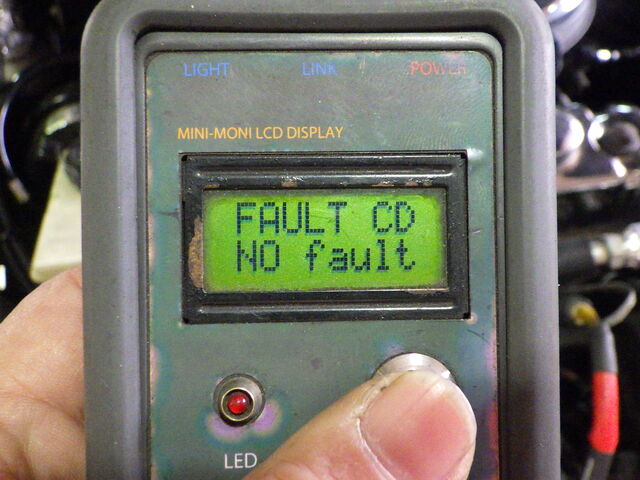 LIGHT LINK POWER
MINI-MONI LCD DISPLAY
FAULT CD
NO fault
LED